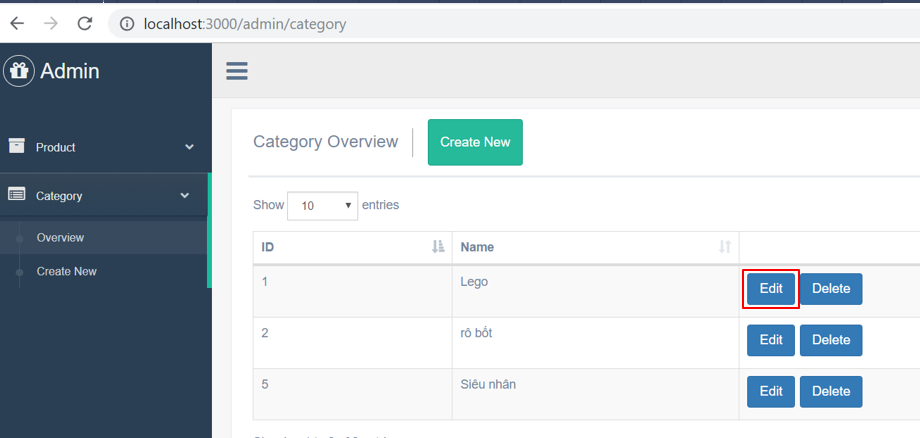 localhost:3000/admin/category
Admin
Product
Category
Overview
Create New
Category Overview
Create New
Show 10 entries
ID Name
1 Lego Edit Delete
2 rô bốt Edit Delete
5 Siêu nhân Edit Delete